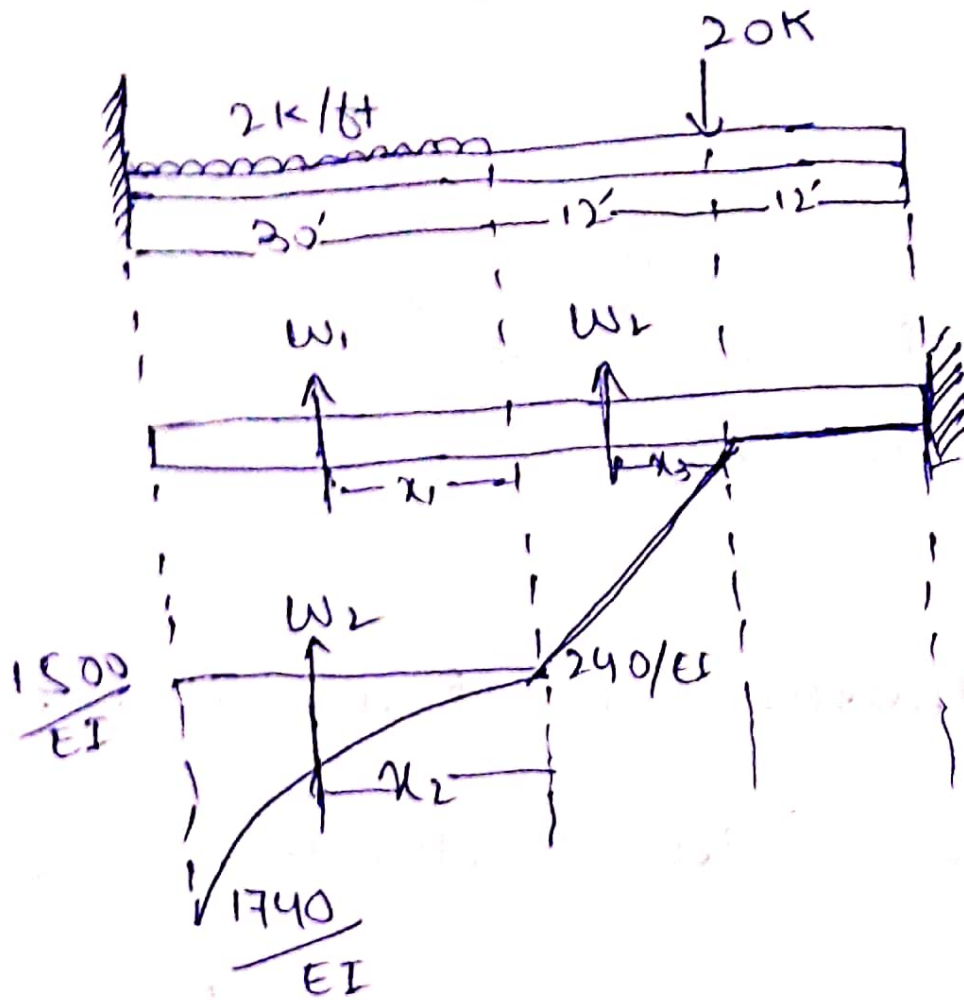 20K
2K/ft
30' 12' 12'
W₁ W₂
x₁ x₃
W₂
1500/EI 240/EI
x₂
1740/EI